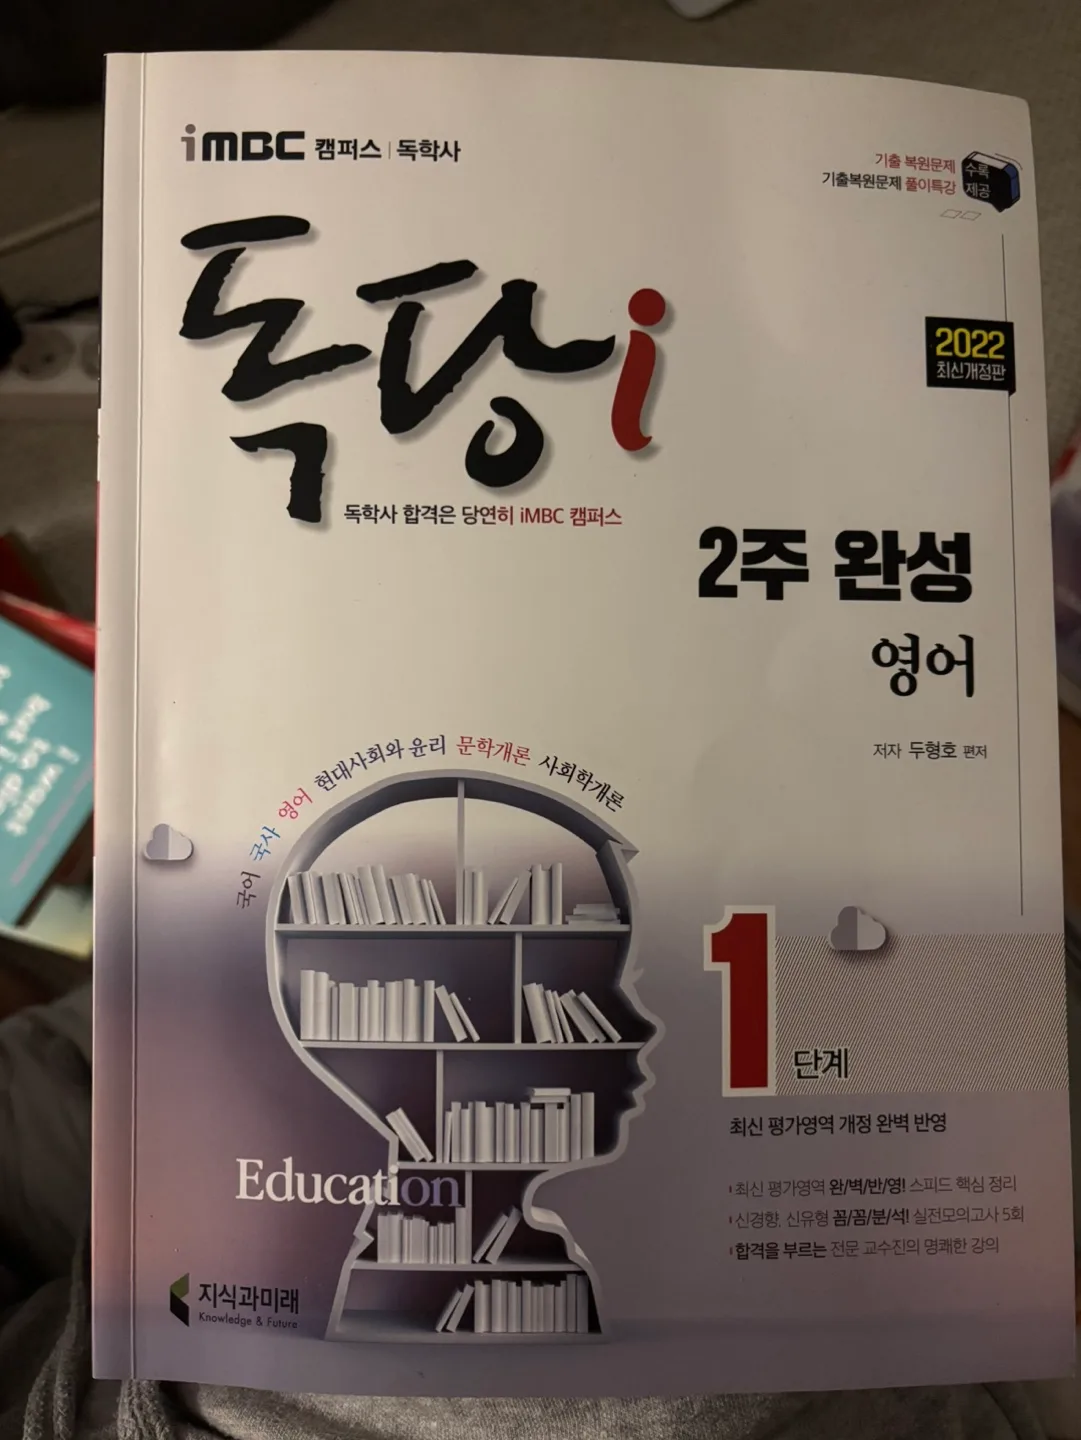 iMBC 캠퍼스 | 독학사
기출 복원문제 수록
기출복원문제 풀이특강 제공
독당i
2022
최신개정판
독학사 합격은 당연히 iMBC 캠퍼스
2주 완성
영어
저자 두형호 편저
국어 국사 영어 현대사회와 윤리 문학개론 사회학개론
1
단계
최신 평가영역 개정 완벽 반영
최신 평가영역 완/벽/반/영! 스피드 핵심 정리
신경향, 신유형 꼼/꼼/분/석! 실전모의고사 5회
합격을 부르는 전문 교수진의 명쾌한 강의
Education
지식과미래
Knowledge & Future